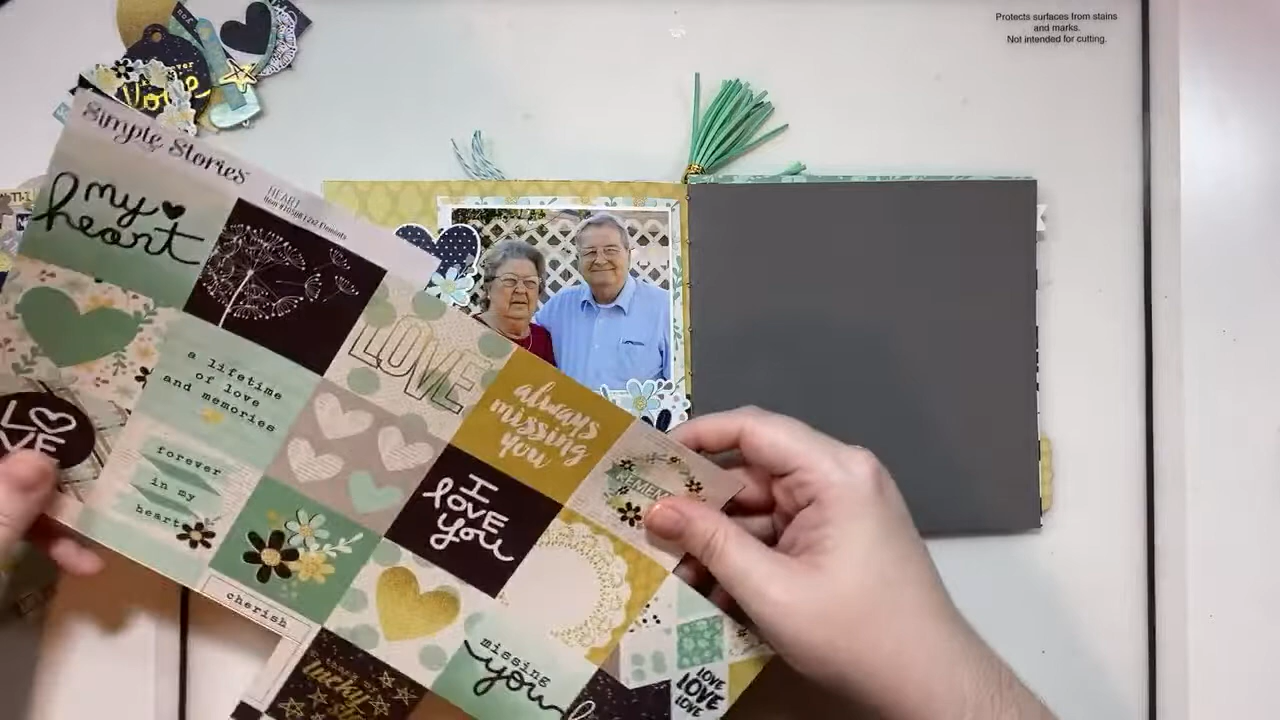 Protects surfaces from stains
and marks.
Not intended for cutting.
Simple Stories
HEART
my
heart
LOVE
always
missing
you
a lifetime
of love
and memories
LOVE
forever
in my
heart
I
love
you
cherish
missing
you
LOVE
LOVE
LOVE